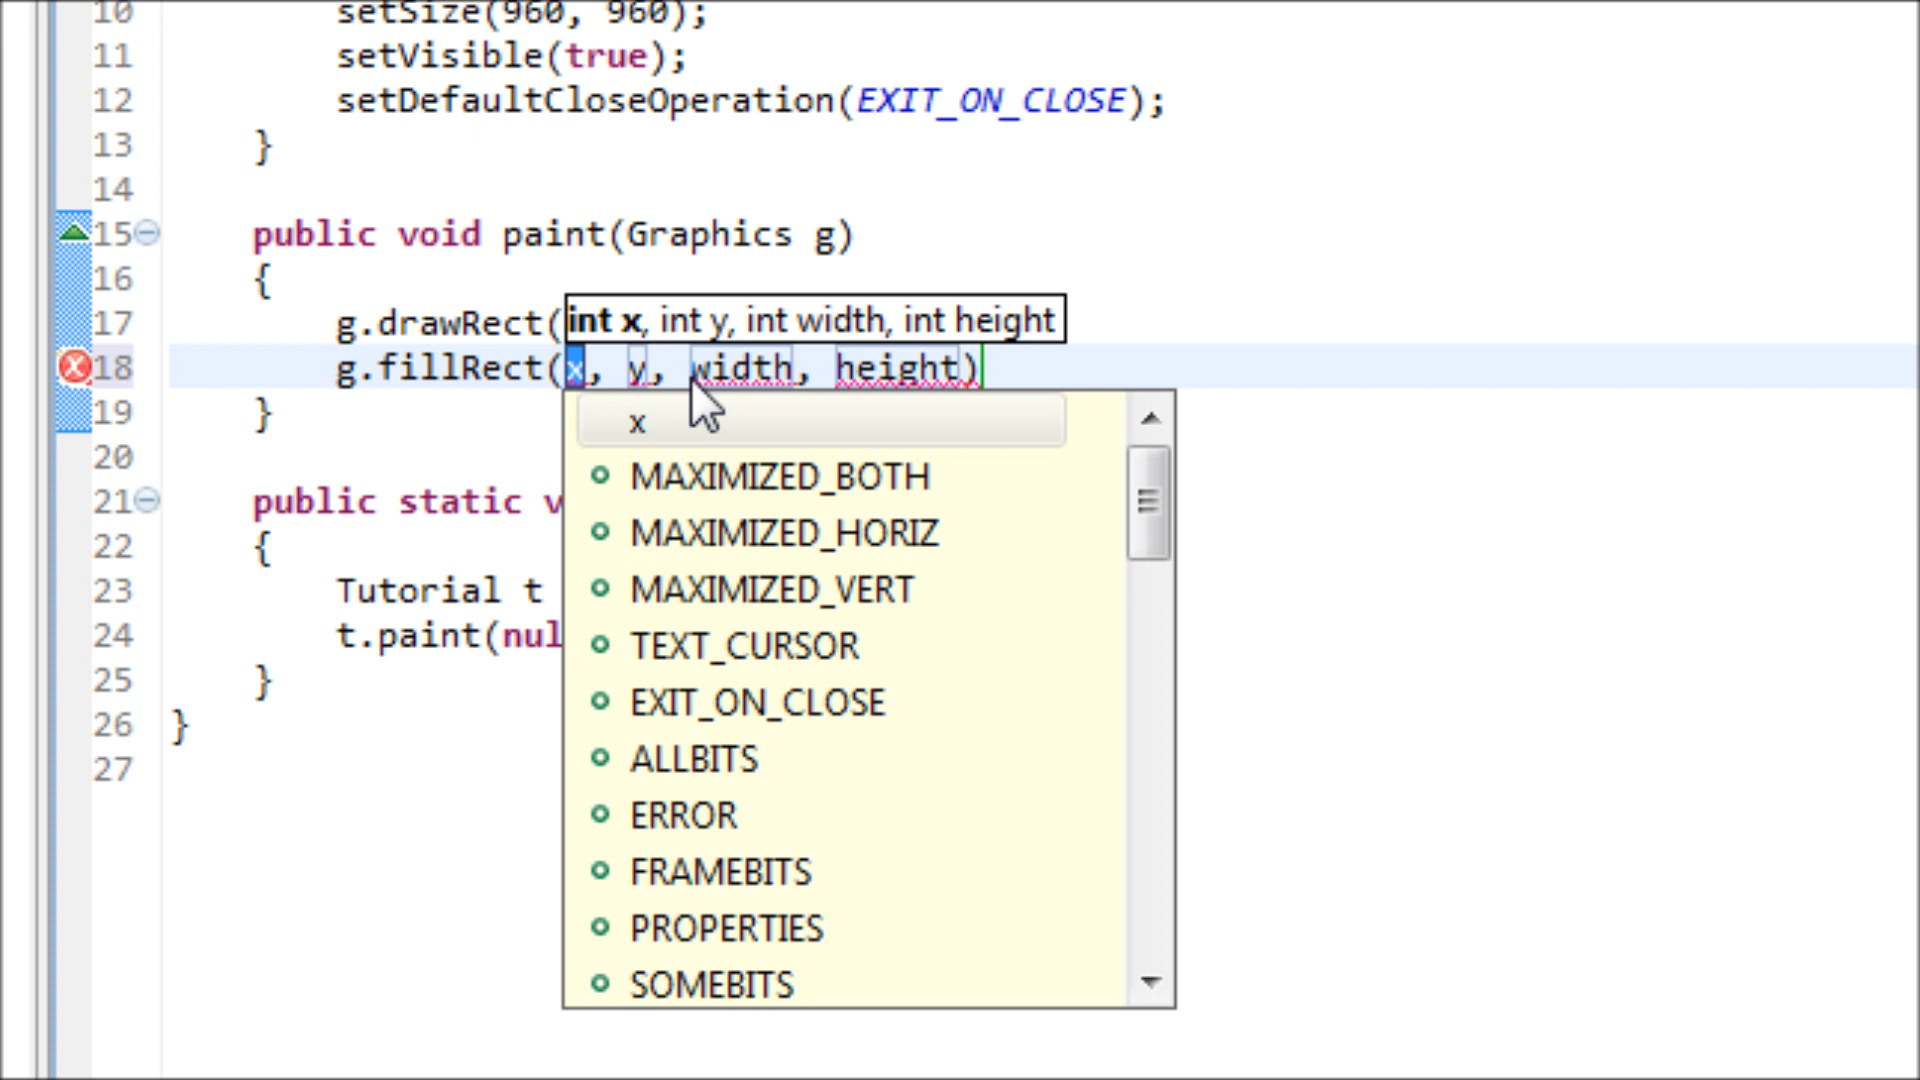 10 setSize(960, 960);
11 setVisible(true);
12 setDefaultCloseOperation(EXIT_ON_CLOSE);
13 }
14
15 public void paint(Graphics g)
16 {
int x, int y, int width, int height
17 g.drawRect(
18 g.fillRect(x, y, width, height)
19 }
20
21 public static v
22 {
23 Tutorial t
24 t.paint(nul
25 }
26 }
27
x
MAXIMIZED_BOTH
MAXIMIZED_HORIZ
MAXIMIZED_VERT
TEXT_CURSOR
EXIT_ON_CLOSE
ALLBITS
ERROR
FRAMEBITS
PROPERTIES
SOMEBITS